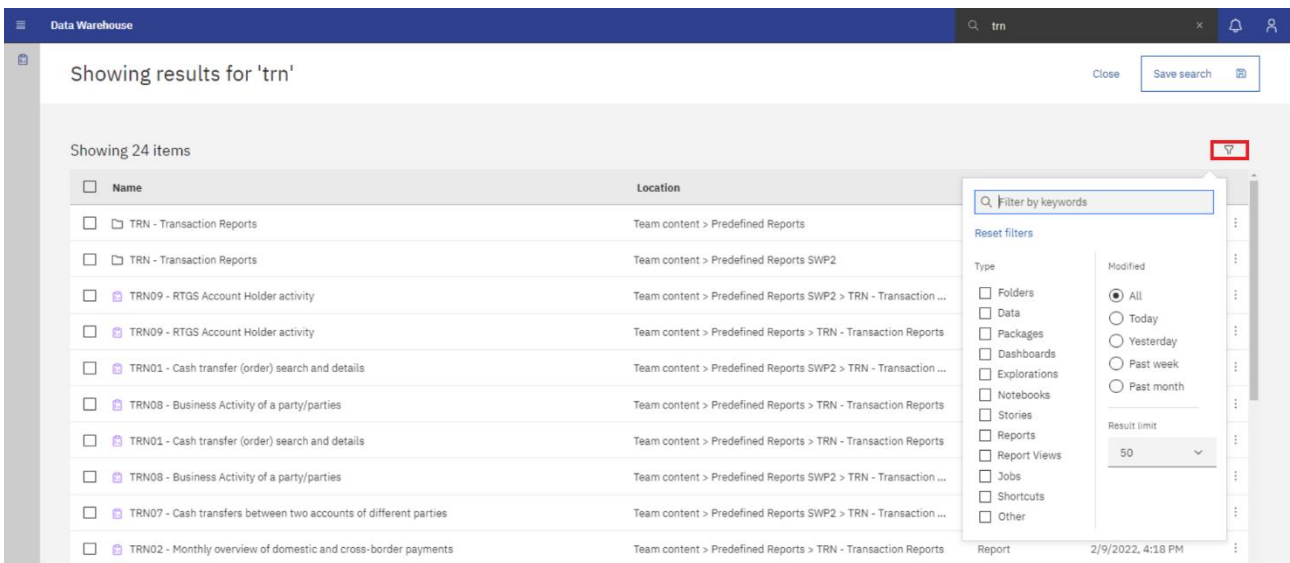 Data Warehouse
trn
Showing results for 'trn'
Close
Save search
Showing 24 items
Name
Location
TRN - Transaction Reports
Team content > Predefined Reports
TRN - Transaction Reports
Team content > Predefined Reports SWP2
TRN09 - RTGS Account Holder activity
Team content > Predefined Reports SWP2 > TRN - Transaction ...
TRN09 - RTGS Account Holder activity
Team content > Predefined Reports > TRN - Transaction Reports
TRN01 - Cash transfer (order) search and details
Team content > Predefined Reports SWP2 > TRN - Transaction ...
TRN08 - Business Activity of a party/parties
Team content > Predefined Reports > TRN - Transaction Reports
TRN01 - Cash transfer (order) search and details
Team content > Predefined Reports > TRN - Transaction Reports
TRN08 - Business Activity of a party/parties
Team content > Predefined Reports SWP2 > TRN - Transaction ...
TRN07 - Cash transfers between two accounts of different parties
Team content > Predefined Reports SWP2 > TRN - Transaction ...
TRN02 - Monthly overview of domestic and cross-border payments
Team content > Predefined Reports > TRN - Transaction Reports
Report
2/9/2022, 4:18 PM
Filter by keywords
Reset filters
Type
Folders
Data
Packages
Dashboards
Explorations
Notebooks
Stories
Reports
Report Views
Jobs
Shortcuts
Other
Modified
All
Today
Yesterday
Past week
Past month
Result limit
50